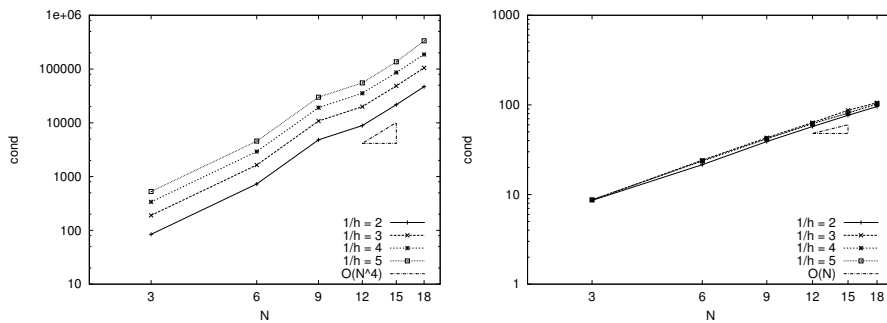 1e+06
100000
10000
1000
100
10
cond
3
6
9
12
15
18
N
1/h = 2
1/h = 3
1/h = 4
1/h = 5
O(N^4)
1000
100
10
1
cond
3
6
9
12
15
18
N
1/h = 2
1/h = 3
1/h = 4
1/h = 5
O(N)